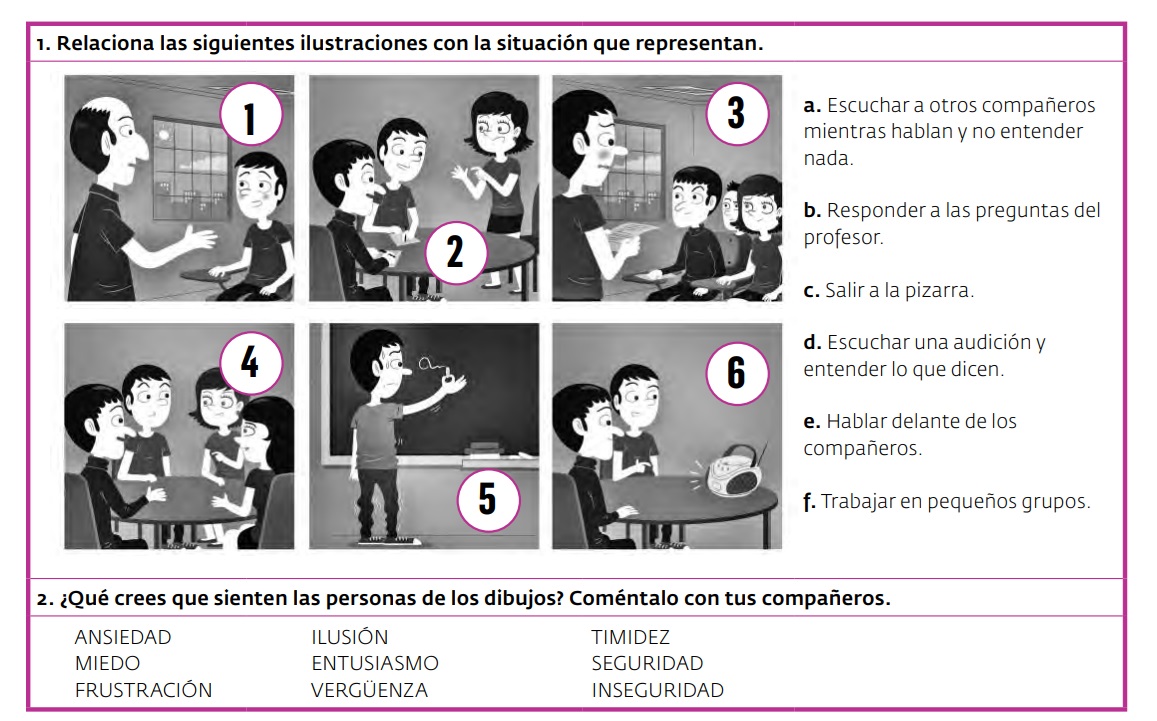 1. Relaciona las siguientes ilustraciones con la situación que representan.
1
2
3
4
5
6
a. Escuchar a otros compañeros
mientras hablan y no entender
nada.
b. Responder a las preguntas del
profesor.
c. Salir a la pizarra.
d. Escuchar una audición y
entender lo que dicen.
e. Hablar delante de los
compañeros.
f. Trabajar en pequeños grupos.
2. ¿Qué crees que sienten las personas de los dibujos? Coméntalo con tus compañeros.
ANSIEDAD ILUSIÓN TIMIDEZ
MIEDO ENTUSIASMO SEGURIDAD
FRUSTRACIÓN VERGÜENZA INSEGURIDAD